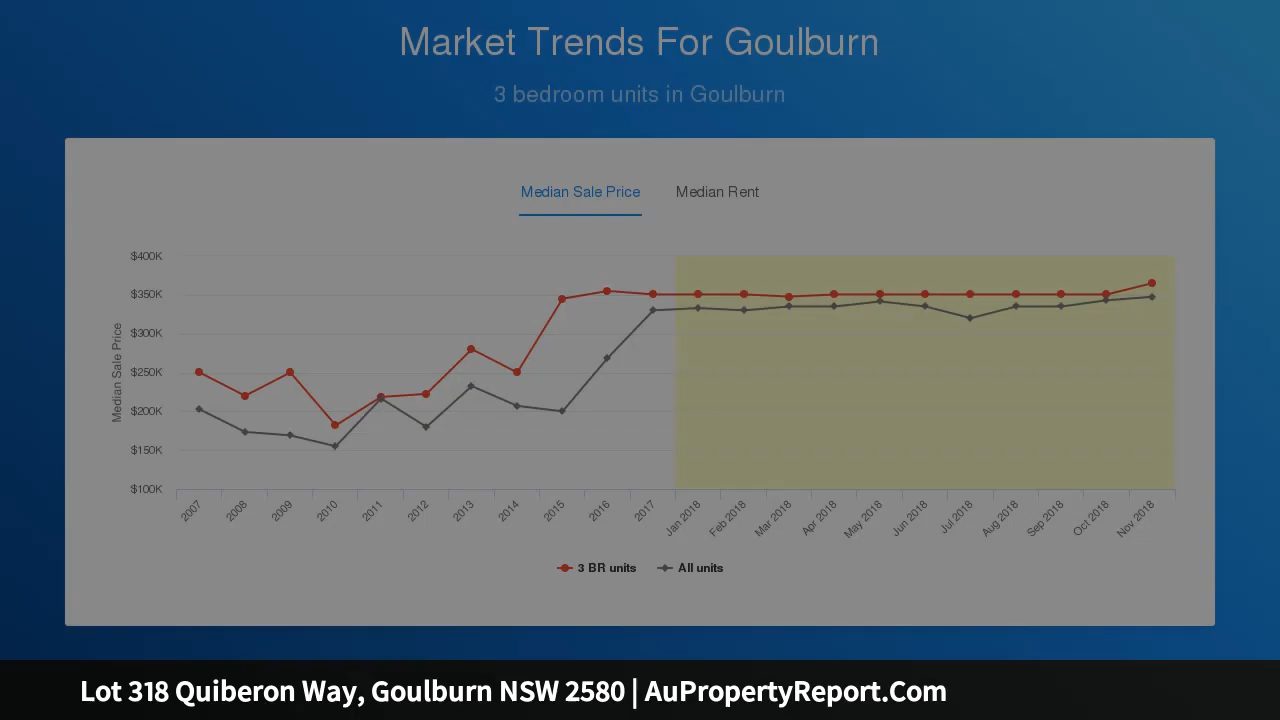 Market Trends For Goulburn
3 bedroom units in Goulburn
Median Sale Price Median Rent
Median Sale Price
$400K
$350K
$300K
$250K
$200K
$150K
$100K
2007 2008 2009 2010 2011 2012 2013 2014 2015 2016 2017 Jan 2018 Feb 2018 Mar 2018 Apr 2018 May 2018 Jun 2018 Jul 2018 Aug 2018 Sep 2018 Oct 2018 Nov 2018
3 BR units All units
Lot 318 Quiberon Way, Goulburn NSW 2580 | AuPropertyReport.Com